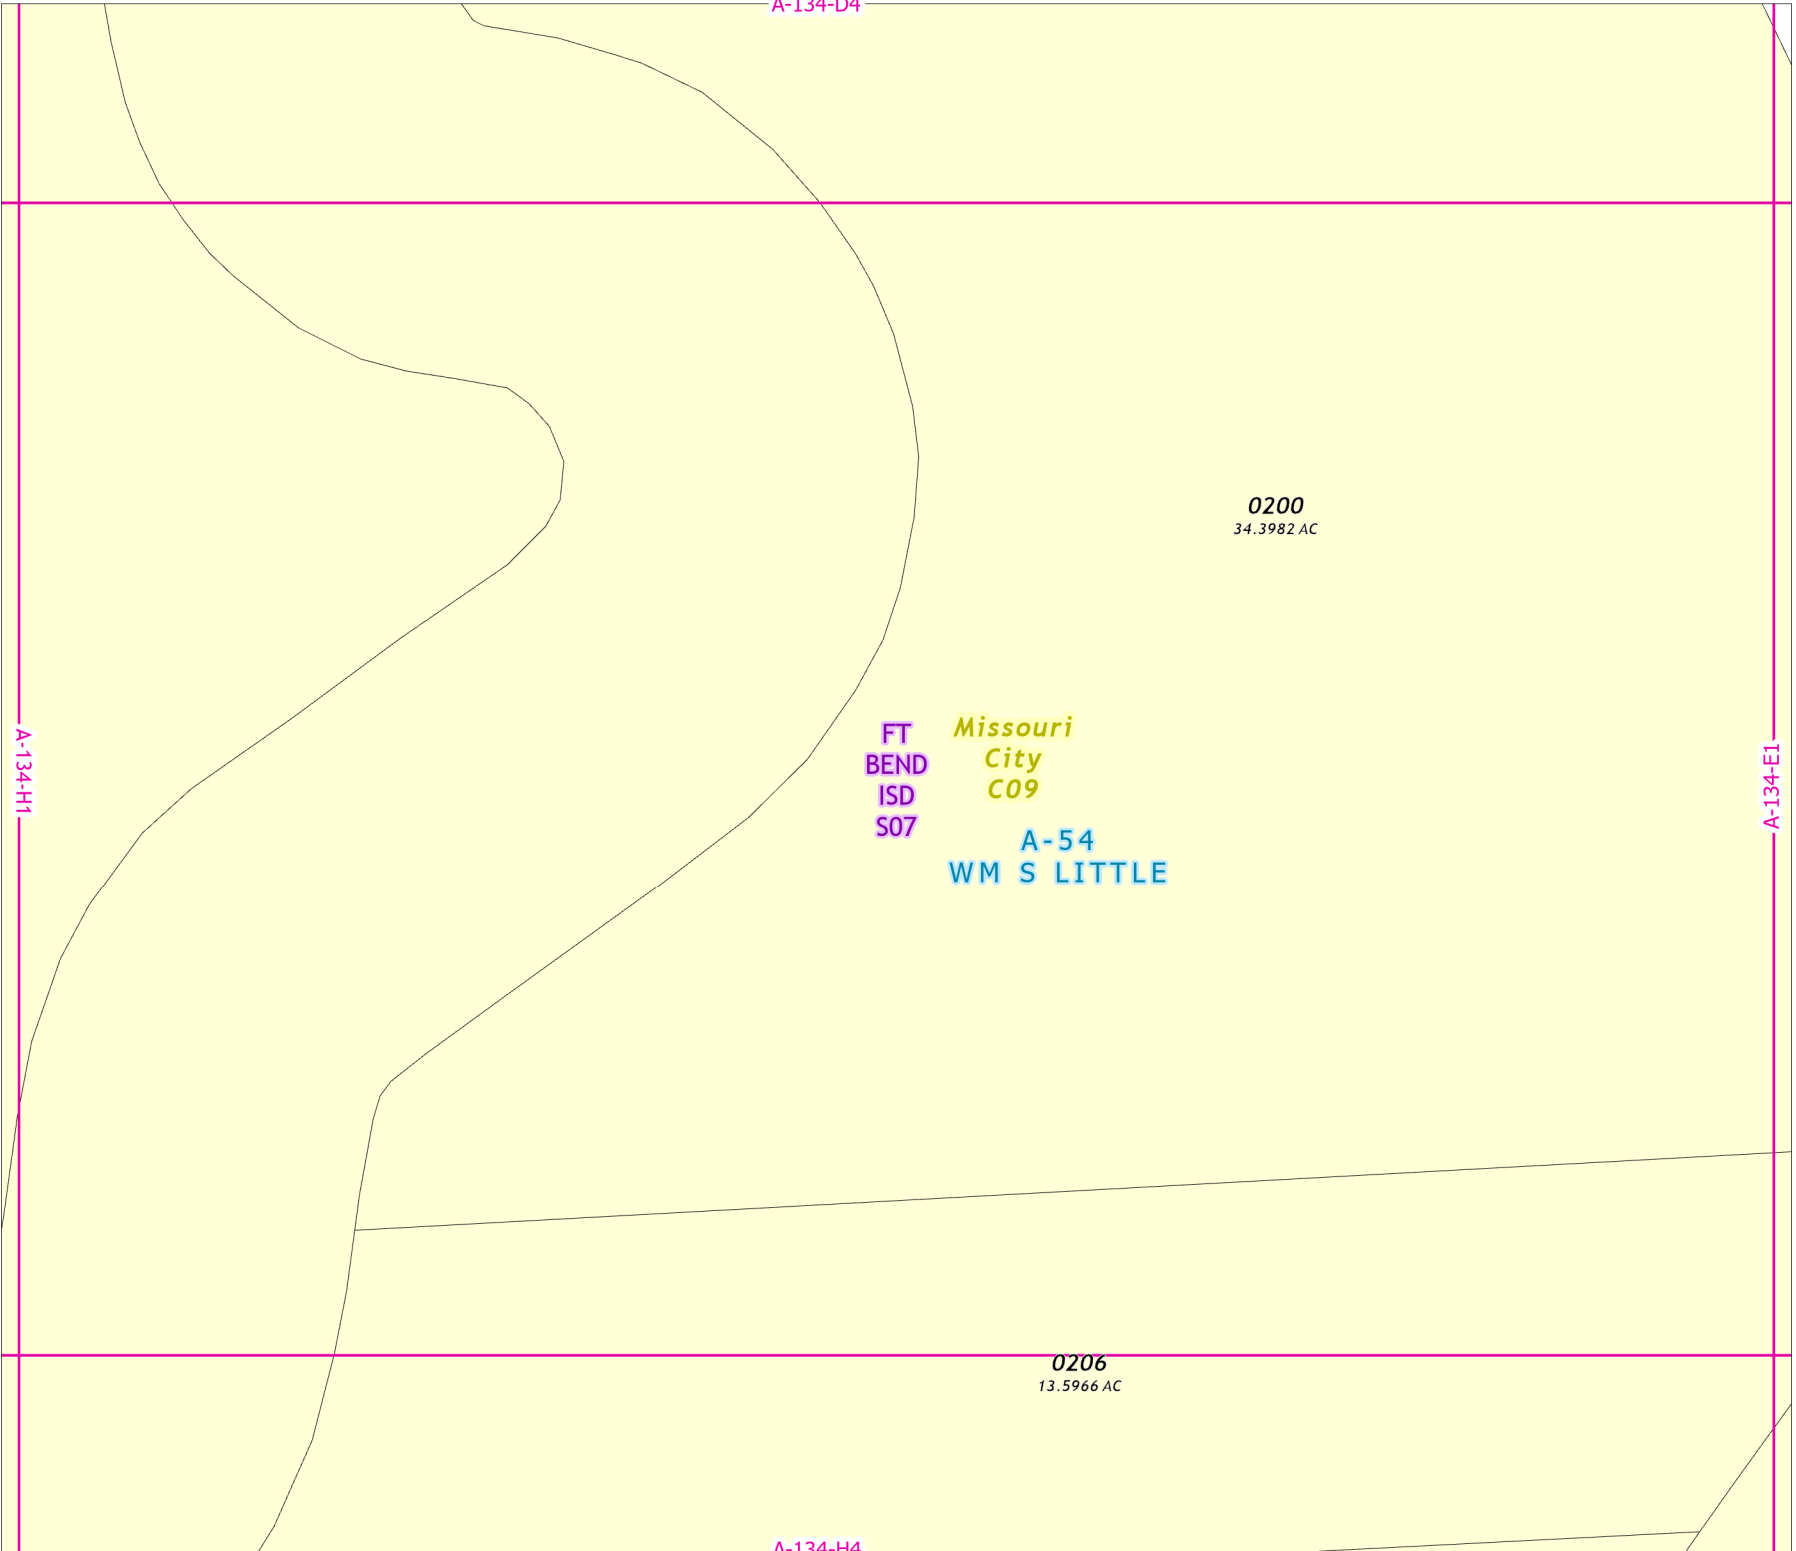 A-134-D4
0200
34.3982 AC
FT
BEND
ISD
S07
Missouri
City
C09
A-54
WM S LITTLE
A-134-H1
A-134-E1
0206
13.5966 AC
A-134-H4